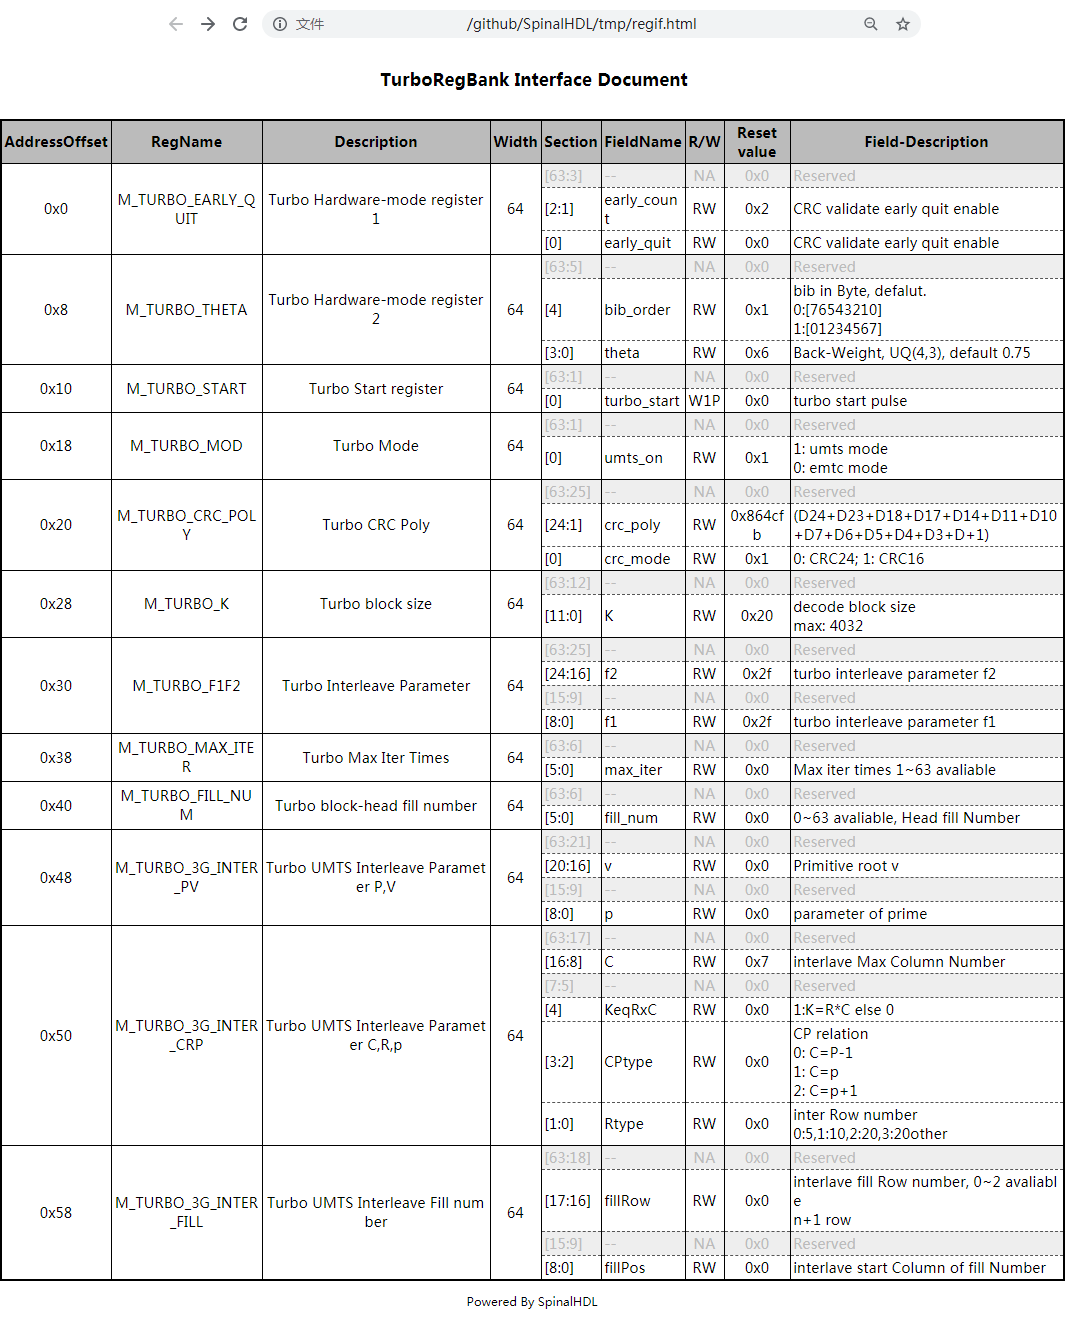 文件 /github/SpinalHDL/tmp/regif.html
TurboRegBank Interface Document
AddressOffset RegName Description Width Section FieldName R/W Reset value Field-Description
0x0 M_TURBO_EARLY_Q
UIT Turbo Hardware-mode register
1 64
[63:3] -- NA 0x0 Reserved
[2:1] early_coun
t RW 0x2 CRC validate early quit enable
[0] early_quit RW 0x0 CRC validate early quit enable
0x8 M_TURBO_THETA Turbo Hardware-mode register
2 64
[63:5] -- NA 0x0 Reserved
[4] bib_order RW 0x1 bib in Byte, defalut.
0:[76543210]
1:[01234567]
[3:0] theta RW 0x6 Back-Weight, UQ(4,3), default 0.75
0x10 M_TURBO_START Turbo Start register 64
[63:1] -- NA 0x0 Reserved
[0] turbo_start W1P 0x0 turbo start pulse
0x18 M_TURBO_MOD Turbo Mode 64
[63:1] -- NA 0x0 Reserved
[0] umts_on RW 0x1 1: umts mode
0: emtc mode
0x20 M_TURBO_CRC_POL
Y Turbo CRC Poly 64
[63:25] -- NA 0x0 Reserved
[24:1] crc_poly RW 0x864cf
b (D24+D23+D18+D17+D14+D11+D10
+D7+D6+D5+D4+D3+D+1)
[0] crc_mode RW 0x1 0: CRC24; 1: CRC16
0x28 M_TURBO_K Turbo block size 64
[63:12] -- NA 0x0 Reserved
[11:0] K RW 0x20 decode block size
max: 4032
0x30 M_TURBO_F1F2 Turbo Interleave Parameter 64
[63:25] -- NA 0x0 Reserved
[24:16] f2 RW 0x2f turbo interleave parameter f2
[15:9] -- NA 0x0 Reserved
[8:0] f1 RW 0x2f turbo interleave parameter f1
0x38 M_TURBO_MAX_ITE
R Turbo Max Iter Times 64
[63:6] -- NA 0x0 Reserved
[5:0] max_iter RW 0x0 Max iter times 1~63 avaliable
0x40 M_TURBO_FILL_NU
M Turbo block-head fill number 64
[63:6] -- NA 0x0 Reserved
[5:0] fill_num RW 0x0 0~63 avaliable, Head fill Number
0x48 M_TURBO_3G_INTER
_PV Turbo UMTS Interleave Paramet
er P,V 64
[63:21] -- NA 0x0 Reserved
[20:16] v RW 0x0 Primitive root v
[15:9] -- NA 0x0 Reserved
[8:0] p RW 0x0 parameter of prime
0x50 M_TURBO_3G_INTER
_CRP Turbo UMTS Interleave Paramet
er C,R,p 64
[63:17] -- NA 0x0 Reserved
[16:8] C RW 0x7 interlave Max Column Number
[7:5] -- NA 0x0 Reserved
[4] KeqRxC RW 0x0 1:K=R*C else 0
[3:2] CPtype RW 0x0 CP relation
0: C=P-1
1: C=p
2: C=p+1
[1:0] Rtype RW 0x0 inter Row number
0:5,1:10,2:20,3:20other
0x58 M_TURBO_3G_INTER
_FILL Turbo UMTS Interleave Fill num
ber 64
[63:18] -- NA 0x0 Reserved
[17:16] fillRow RW 0x0 interlave fill Row number, 0~2 avaliabl
e
n+1 row
[15:9] -- NA 0x0 Reserved
[8:0] fillPos RW 0x0 interlave start Column of fill Number
Powered By SpinalHDL